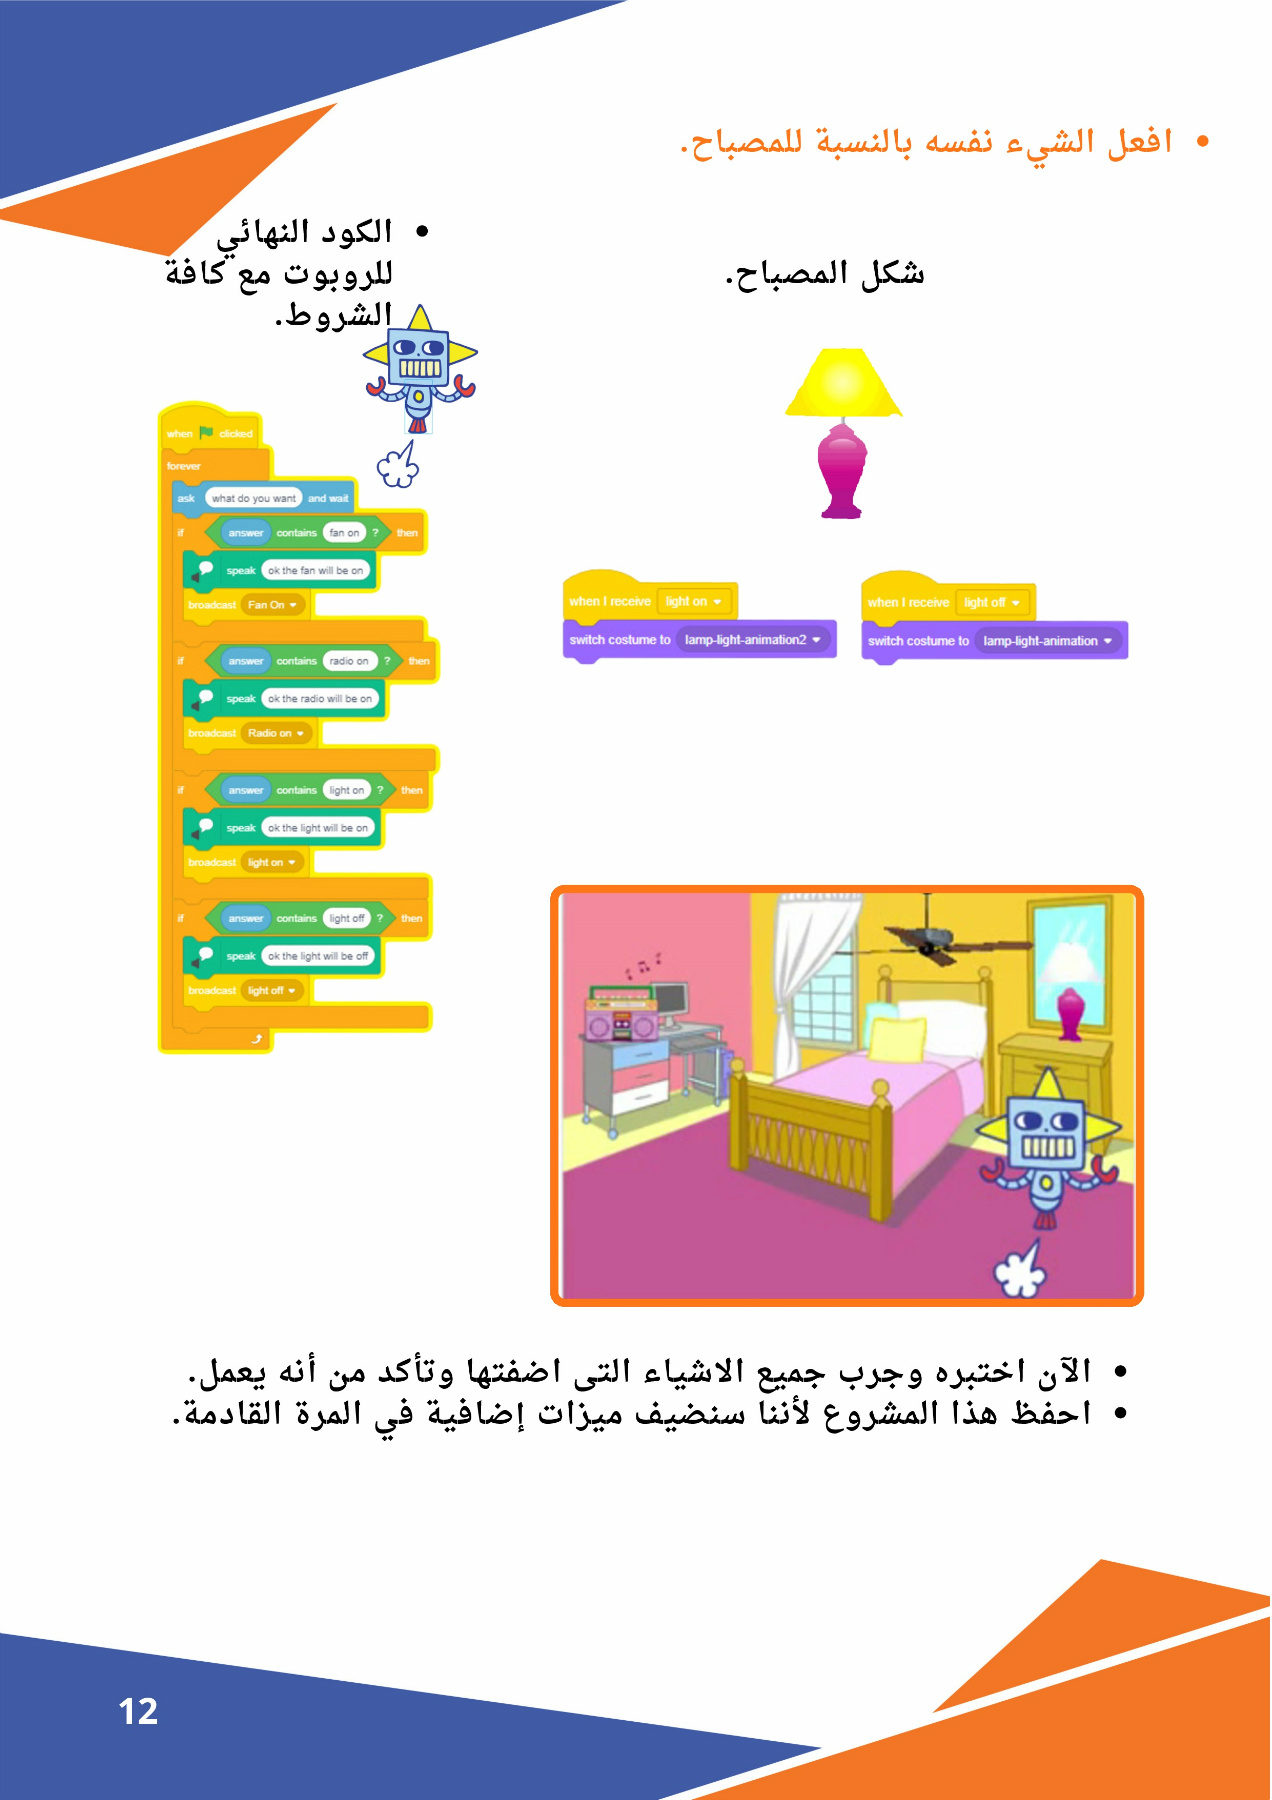 افعل الشيء نفسه بالنسبة للمصباح.
شكل المصباح.
when I receive light on
switch costume to lamp-light-animation2
when I receive light off
switch costume to lamp-light-animation
الكود النهائي
للروبوت مع كافة
الشروط.
when clicked
forever
ask what do you want and wait
if answer contains fan on ? then
speak ok the fan will be on
broadcast Fan On
if answer contains radio on ? then
speak ok the radio will be on
broadcast Radio on
if answer contains light on ? then
speak ok the light will be on
broadcast light on
if answer contains light off ? then
speak ok the light will be off
broadcast light off
الآن اختبره وجرب جميع الاشياء التى اضفتها وتأكد من أنه يعمل.
احفظ هذا المشروع لأننا سنضيف ميزات إضافية في المرة القادمة.
12